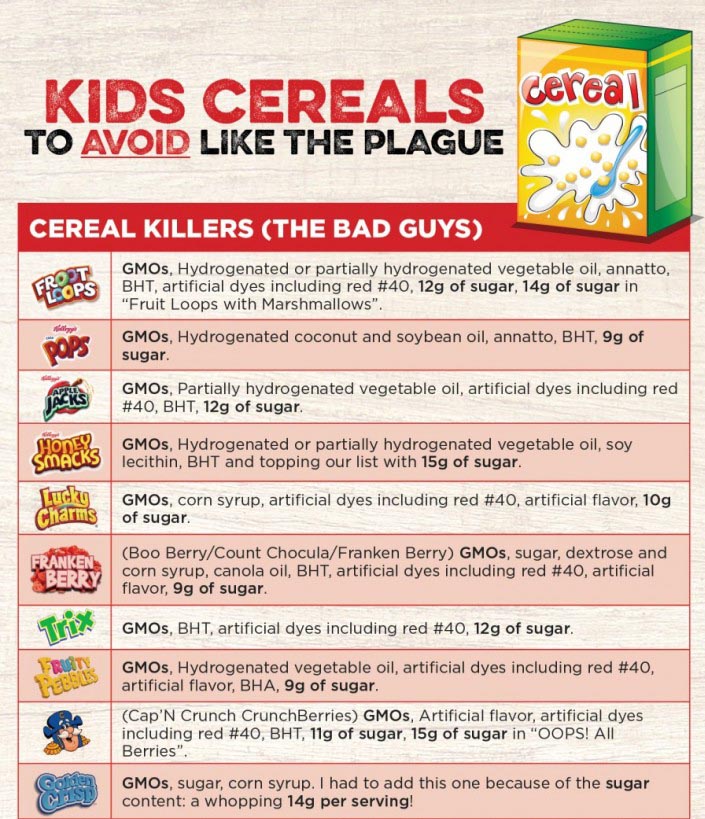 KIDS CEREALS
TO AVOID LIKE THE PLAGUE
cereal
CEREAL KILLERS (THE BAD GUYS)
FROOT
LOOPS
GMOs, Hydrogenated or partially hydrogenated vegetable oil, annatto,
BHT, artificial dyes including red #40, 12g of sugar, 14g of sugar in
“Fruit Loops with Marshmallows”.
Kellogg's
POPS
GMOs, Hydrogenated coconut and soybean oil, annatto, BHT, 9g of
sugar.
Kellogg's
APPLE
JACKS
GMOs, Partially hydrogenated vegetable oil, artificial dyes including red
#40, BHT, 12g of sugar.
Kellogg's
HONEY
SMACKS
GMOs, Hydrogenated or partially hydrogenated vegetable oil, soy
lecithin, BHT and topping our list with 15g of sugar.
Lucky
Charms
GMOs, corn syrup, artificial dyes including red #40, artificial flavor, 10g
of sugar.
FRANKEN
BERRY
(Boo Berry/Count Chocula/Franken Berry) GMOs, sugar, dextrose and
corn syrup, canola oil, BHT, artificial dyes including red #40, artificial
flavor, 9g of sugar.
Trix
GMOs, BHT, artificial dyes including red #40, 12g of sugar.
FRUITY
PEBBLES
GMOs, Hydrogenated vegetable oil, artificial dyes including red #40,
artificial flavor, BHA, 9g of sugar.
(Cap’N Crunch CrunchBerries) GMOs, Artificial flavor, artificial dyes
including red #40, BHT, 11g of sugar, 15g of sugar in “OOPS! All
Berries”.
Golden
CRISP
GMOs, sugar, corn syrup. I had to add this one because of the sugar
content: a whopping 14g per serving!